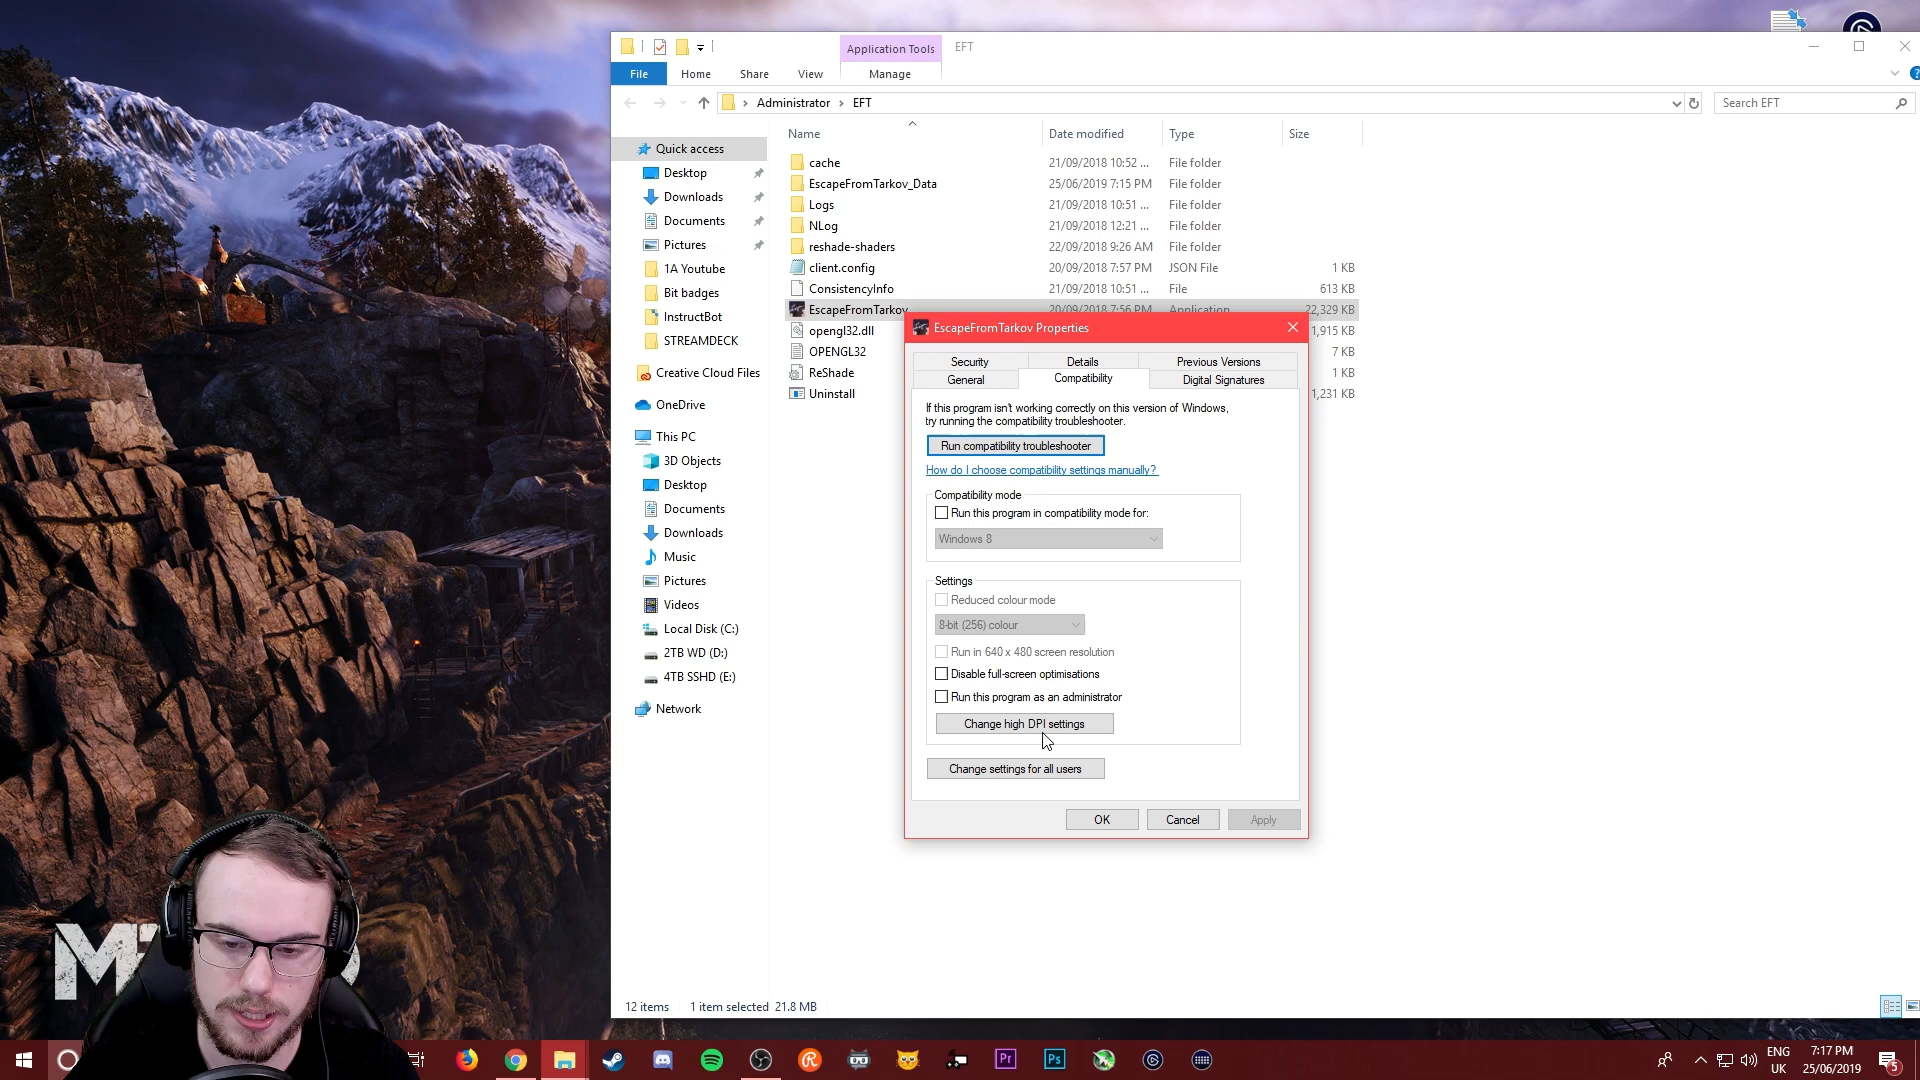 Application Tools
EFT
File
Home
Share
View
Manage
Administrator
EFT
Search EFT
Name
Date modified
Type
Size
Quick access
Desktop
Downloads
Documents
Pictures
1A Youtube
Bit badges
InstructBot
STREAMDECK
Creative Cloud Files
OneDrive
This PC
3D Objects
Desktop
Documents
Downloads
Music
Pictures
Videos
Local Disk (C:)
2TB WD (D:)
4TB SSHD (E:)
Network
cache 21/09/2018 10:52 ... File folder
EscapeFromTarkov_Data 25/06/2019 7:15 PM File folder
Logs 21/09/2018 10:51 ... File folder
NLog 21/09/2018 12:21 ... File folder
reshade-shaders 22/09/2018 9:26 AM File folder
client.config 20/09/2018 7:57 PM JSON File 1 KB
ConsistencyInfo 21/09/2018 10:51 ... File 613 KB
EscapeFromTarkov 20/09/2018 7:56 PM Application 22,329 KB
opengl32.dll 1,915 KB
OPENGL32 7 KB
ReShade 1 KB
Uninstall 1,231 KB
EscapeFromTarkov Properties
Security
Details
Previous Versions
General
Compatibility
Digital Signatures
If this program isn't working correctly on this version of Windows,
try running the compatibility troubleshooter.
Run compatibility troubleshooter
How do I choose compatibility settings manually?
Compatibility mode
Run this program in compatibility mode for:
Windows 8
Settings
Reduced colour mode
8-bit (256) colour
Run in 640 x 480 screen resolution
Disable full-screen optimisations
Run this program as an administrator
Change high DPI settings
Change settings for all users
OK
Cancel
Apply
12 items
1 item selected 21.8 MB
Pr
Ps
ENG
UK
7:17 PM
25/06/2019
5